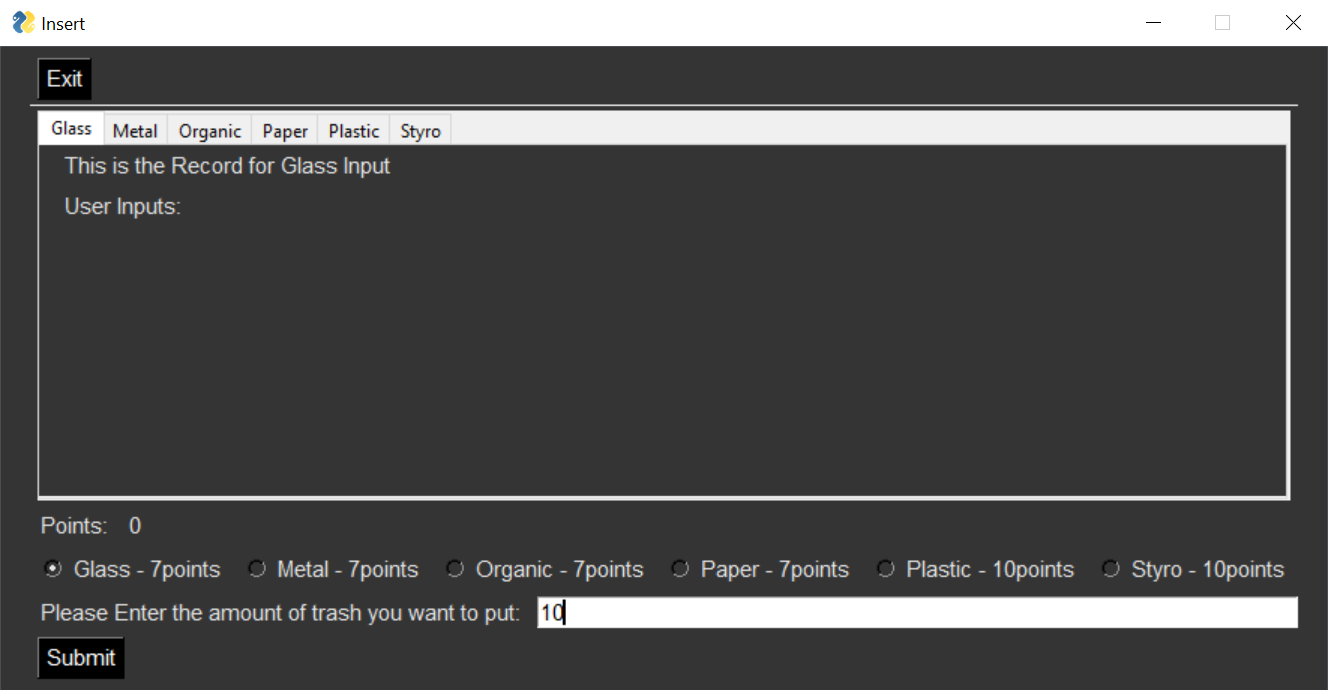 Insert
Exit
Glass Metal Organic Paper Plastic Styro
This is the Record for Glass Input
User Inputs:
Points: 0
Glass - 7points Metal - 7points Organic - 7points Paper - 7points Plastic - 10points Styro - 10points
Please Enter the amount of trash you want to put: 10
Submit